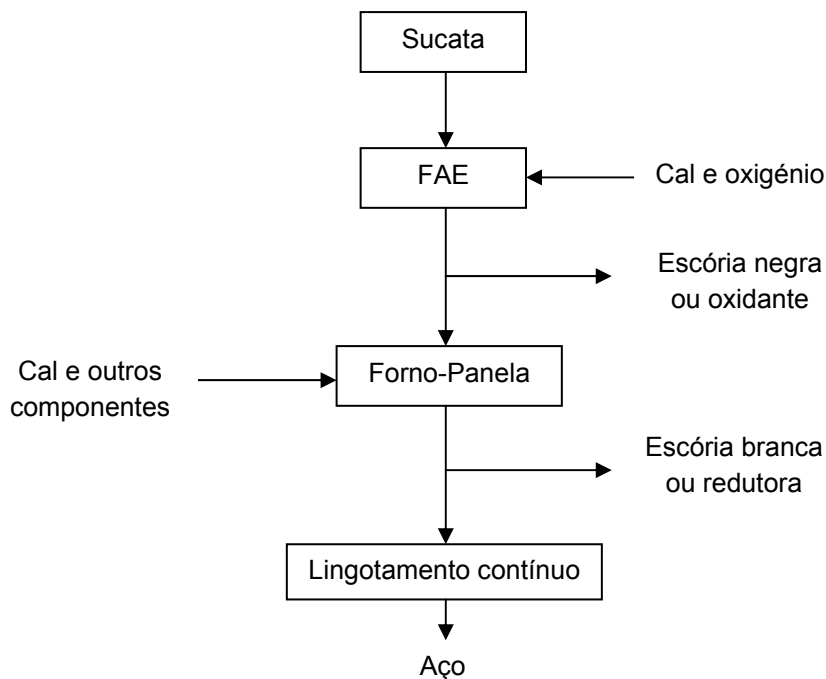 Sucata
FAE
Cal e oxigénio
Escória negra
ou oxidante
Cal e outros
componentes
Forno-Panela
Escória branca
ou redutora
Lingotamento contínuo
Aço